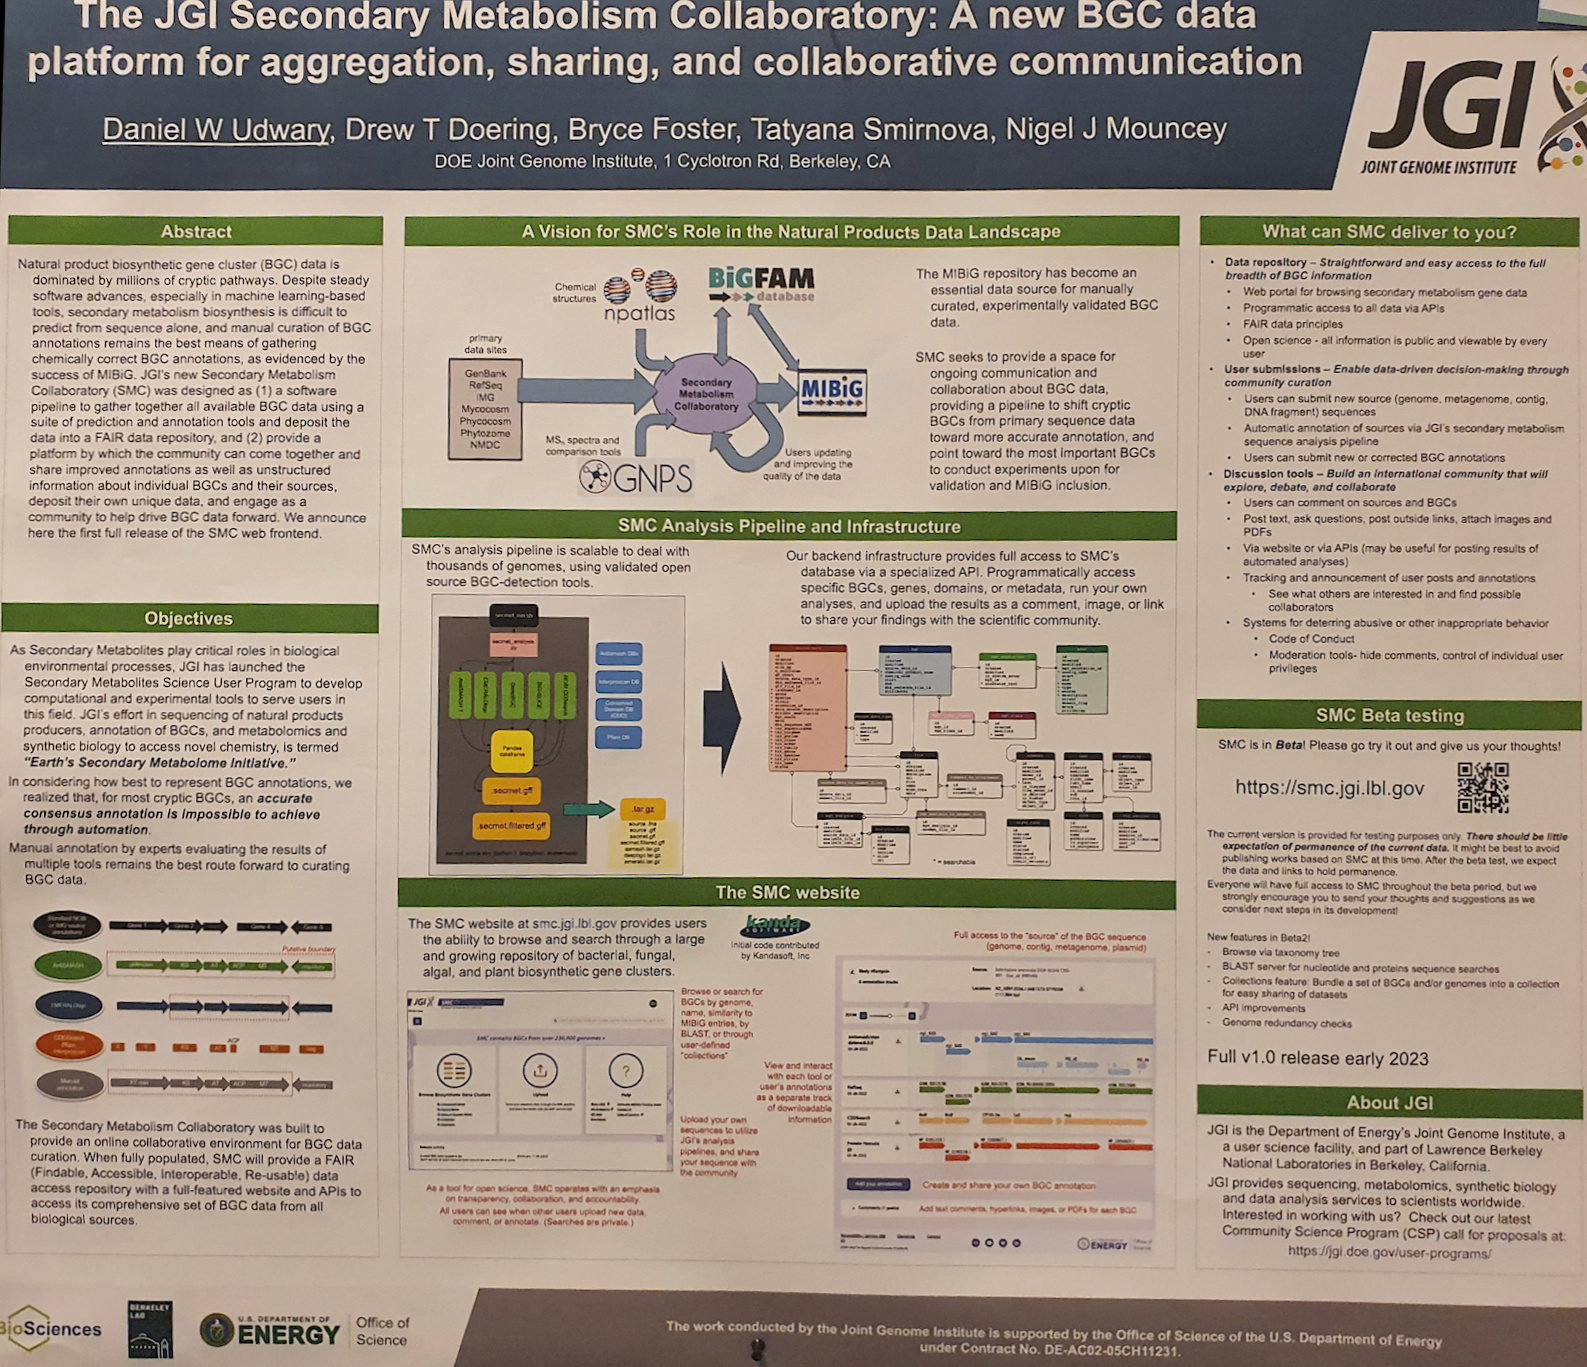 The JGI Secondary Metabolism Collaboratory: A new BGC data
platform for aggregation, sharing, and collaborative communication
Daniel W Udwary, Drew T Doering, Bryce Foster, Tatyana Smirnova, Nigel J Mouncey
DOE Joint Genome Institute, 1 Cyclotron Rd, Berkeley, CA
JGI
JOINT GENOME INSTITUTE
Abstract
Natural product biosynthetic gene cluster (BGC) data is
dominated by millions of cryptic pathways. Despite steady
software advances, especially in machine learning-based
tools, secondary metabolism biosynthesis is difficult to
predict from sequence alone, and manual curation of BGC
annotations remains the best means of gathering
chemically correct BGC annotations, as evidenced by the
success of MIBiG. JGI's new Secondary Metabolism
Collaboratory (SMC) was designed as (1) a software
pipeline to gather together all available BGC data using a
suite of prediction and annotation tools and deposit the
data into a FAIR data repository, and (2) provide a
platform by which the community can come together and
share improved annotations as well as unstructured
information about individual BGCs and their sources,
deposit their own unique data, and engage as a
community to help drive BGC data forward. We announce
here the first full release of the SMC web frontend.
Objectives
As Secondary Metabolites play critical roles in biological
environmental processes, JGI has launched the
Secondary Metabolites Science User Program to develop
computational and experimental tools to serve users in
this field. JGI's effort in sequencing of natural products
producers, annotation of BGCs, and metabolomics and
synthetic biology to access novel chemistry, is termed
"Earth's Secondary Metabolome Initiative."
In considering how best to represent BGC annotations, we
realized that, for most cryptic BGCs, an accurate
consensus annotation is impossible to achieve
through automation.
Manual annotation by experts evaluating the results of
multiple tools remains the best route forward to curating
BGC data.
Putative boundary
AntiSMASH
Manual
annotation
The Secondary Metabolism Collaboratory was built to
provide an online collaborative environment for BGC data
curation. When fully populated, SMC will provide a FAIR
(Findable, Accessible, Interoperable, Re-usable) data
access repository with a full-featured website and APIs to
access its comprehensive set of BGC data from all
biological sources.
A Vision for SMC's Role in the Natural Products Data Landscape
Chemical
structures
npatlas
BiGFAM
database
primary
data sites
GenBank
RefSeq
IMG
Mycocosm
Phycocosm
Phytozome
NMDC
Secondary
Metabolism
Collaboratory
MIBiG
MSn spectra and
comparison tools
GNPS
Users updating
and improving the
quality of the data
The MIBiG repository has become an
essential data source for manually
curated, experimentally validated BGC
data.
SMC seeks to provide a space for
ongoing communication and
collaboration about BGC data,
providing a pipeline to shift cryptic
BGCs from primary sequence data
toward more accurate annotation, and
point toward the most important BGCs
to conduct experiments upon for
validation and MIBiG inclusion.
SMC Analysis Pipeline and Infrastructure
SMC's analysis pipeline is scalable to deal with
thousands of genomes, using validated open
source BGC-detection tools.
Our backend infrastructure provides full access to SMC's
database via a specialized API. Programmatically access
specific BGCs, genes, domains, or metadata, run your own
analyses, and upload the results as a comment, image, or link
to share your findings with the scientific community.
Pandas
dataframe
.secmet.gff
.secmet.filtered.gff
.tar.gz
* = searchable
The SMC website
The SMC website at smc.jgi.lbl.gov provides users
the ability to browse and search through a large
and growing repository of bacterial, fungal,
algal, and plant biosynthetic gene clusters.
kanda
SOFTWARE
Initial code contributed
by Kandasoft, Inc
Full access to the "source" of the BGC sequence
(genome, contig, metagenome, plasmid)
Browse or search for
BGCs by genome,
name, similarity to
MIBiG entries, by
BLAST, or through
user-defined
"collections"
SMC contains BGCs from over 230,000 genomes
Browse Biosynthetic Gene Clusters
Upload
Help
View and interact
with each tool or
user's annotations
as a separate track
of downloadable
information
Upload your own
sequences to utilize
JGI's analysis
pipelines, and share
your sequence with
the community
As a tool for open science, SMC operates with an emphasis
on transparency, collaboration, and accountability.
All users can see when other users upload new data,
comment, or annotate. (Searches are private.)
Add your annotation
Create and share your own BGC annotation
Add text comments, hyperlinks, images, or PDFs for each BGC
ENERGY
What can SMC deliver to you?
• Data repository – Straightforward and easy access to the full
breadth of BGC information
• Web portal for browsing secondary metabolism gene data
• Programmatic access to all data via APIs
• FAIR data principles
• Open science - all information is public and viewable by every
user
• User submissions – Enable data-driven decision-making through
community curation
• Users can submit new source (genome, metagenome, contig,
DNA fragment) sequences
• Automatic annotation of sources via JGI's secondary metabolism
sequence analysis pipeline
• Users can submit new or corrected BGC annotations
• Discussion tools – Build an international community that will
explore, debate, and collaborate
• Users can comment on sources and BGCs
• Post text, ask questions, post outside links, attach images and
PDFs
• Via website or via APIs (may be useful for posting results of
automated analyses)
Tracking and announcement of user posts and annotations
• See what others are interested in and find possible
collaborators
• Systems for deterring abusive or other inappropriate behavior
• Code of Conduct
• Moderation tools- hide comments, control of individual user
privileges
SMC Beta testing
SMC is in Beta! Please go try it out and give us your thoughts!
https://smc.jgi.lbl.gov
The current version is provided for testing purposes only. There should be little
expectation of permanence of the current data. It might be best to avoid
publishing works based on SMC at this time. After the beta test, we expect
the data and links to hold permanence.
Everyone will have full access to SMC throughout the beta period, but we
strongly encourage you to send your thoughts and suggestions as we
consider next steps in its development!
New features in Beta2!
- Browse via taxonomy tree
- BLAST server for nucleotide and proteins sequence searches
- Collections feature: Bundle a set of BGCs and/or genomes into a collection
for easy sharing of datasets
- API improvements
- Genome redundancy checks
Full v1.0 release early 2023
About JGI
JGI is the Department of Energy's Joint Genome Institute, a
a user science facility, and part of Lawrence Berkeley
National Laboratories in Berkeley, California.
JGI provides sequencing, metabolomics, synthetic biology
and data analysis services to scientists worldwide.
Interested in working with us? Check out our latest
Community Science Program (CSP) call for proposals at:
https://jgi.doe.gov/user-programs/
BioSciences
BERKELEY
LAB
U.S. DEPARTMENT OF
ENERGY
Office of
Science
The work conducted by the Joint Genome Institute is supported by the Office of Science of the U.S. Department of Energy
under Contract No. DE-AC02-05CH11231.